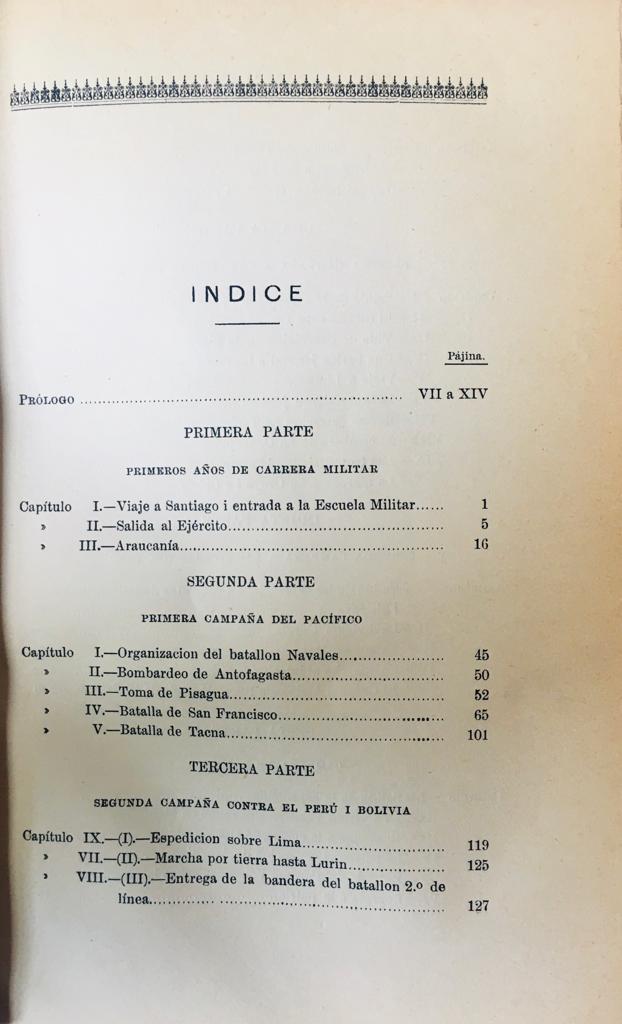 INDICE
Pájina.
PRÓLOGO ........ VII a XIV
PRIMERA PARTE
PRIMEROS AÑOS DE CARRERA MILITAR
Capítulo I.—Viaje a Santiago i entrada a la Escuela Militar...... 1
» II.—Salida al Ejército........ 5
» III.—Araucanía........ 16
SEGUNDA PARTE
PRIMERA CAMPAÑA DEL PACÍFICO
Capítulo I.—Organizacion del batallon Navales........ 45
» II.—Bombardeo de Antofagasta........ 50
» III.—Toma de Pisagua........ 52
» IV.—Batalla de San Francisco........ 65
» V.—Batalla de Tacna........ 101
TERCERA PARTE
SEGUNDA CAMPAÑA CONTRA EL PERÚ I BOLIVIA
Capítulo IX.—(I).—Espedicion sobre Lima........ 119
» VII.—(II).—Marcha por tierra hasta Lurin........ 125
» VIII.—(III).—Entrega de la bandera del batallon 2.º de
línea........ 127